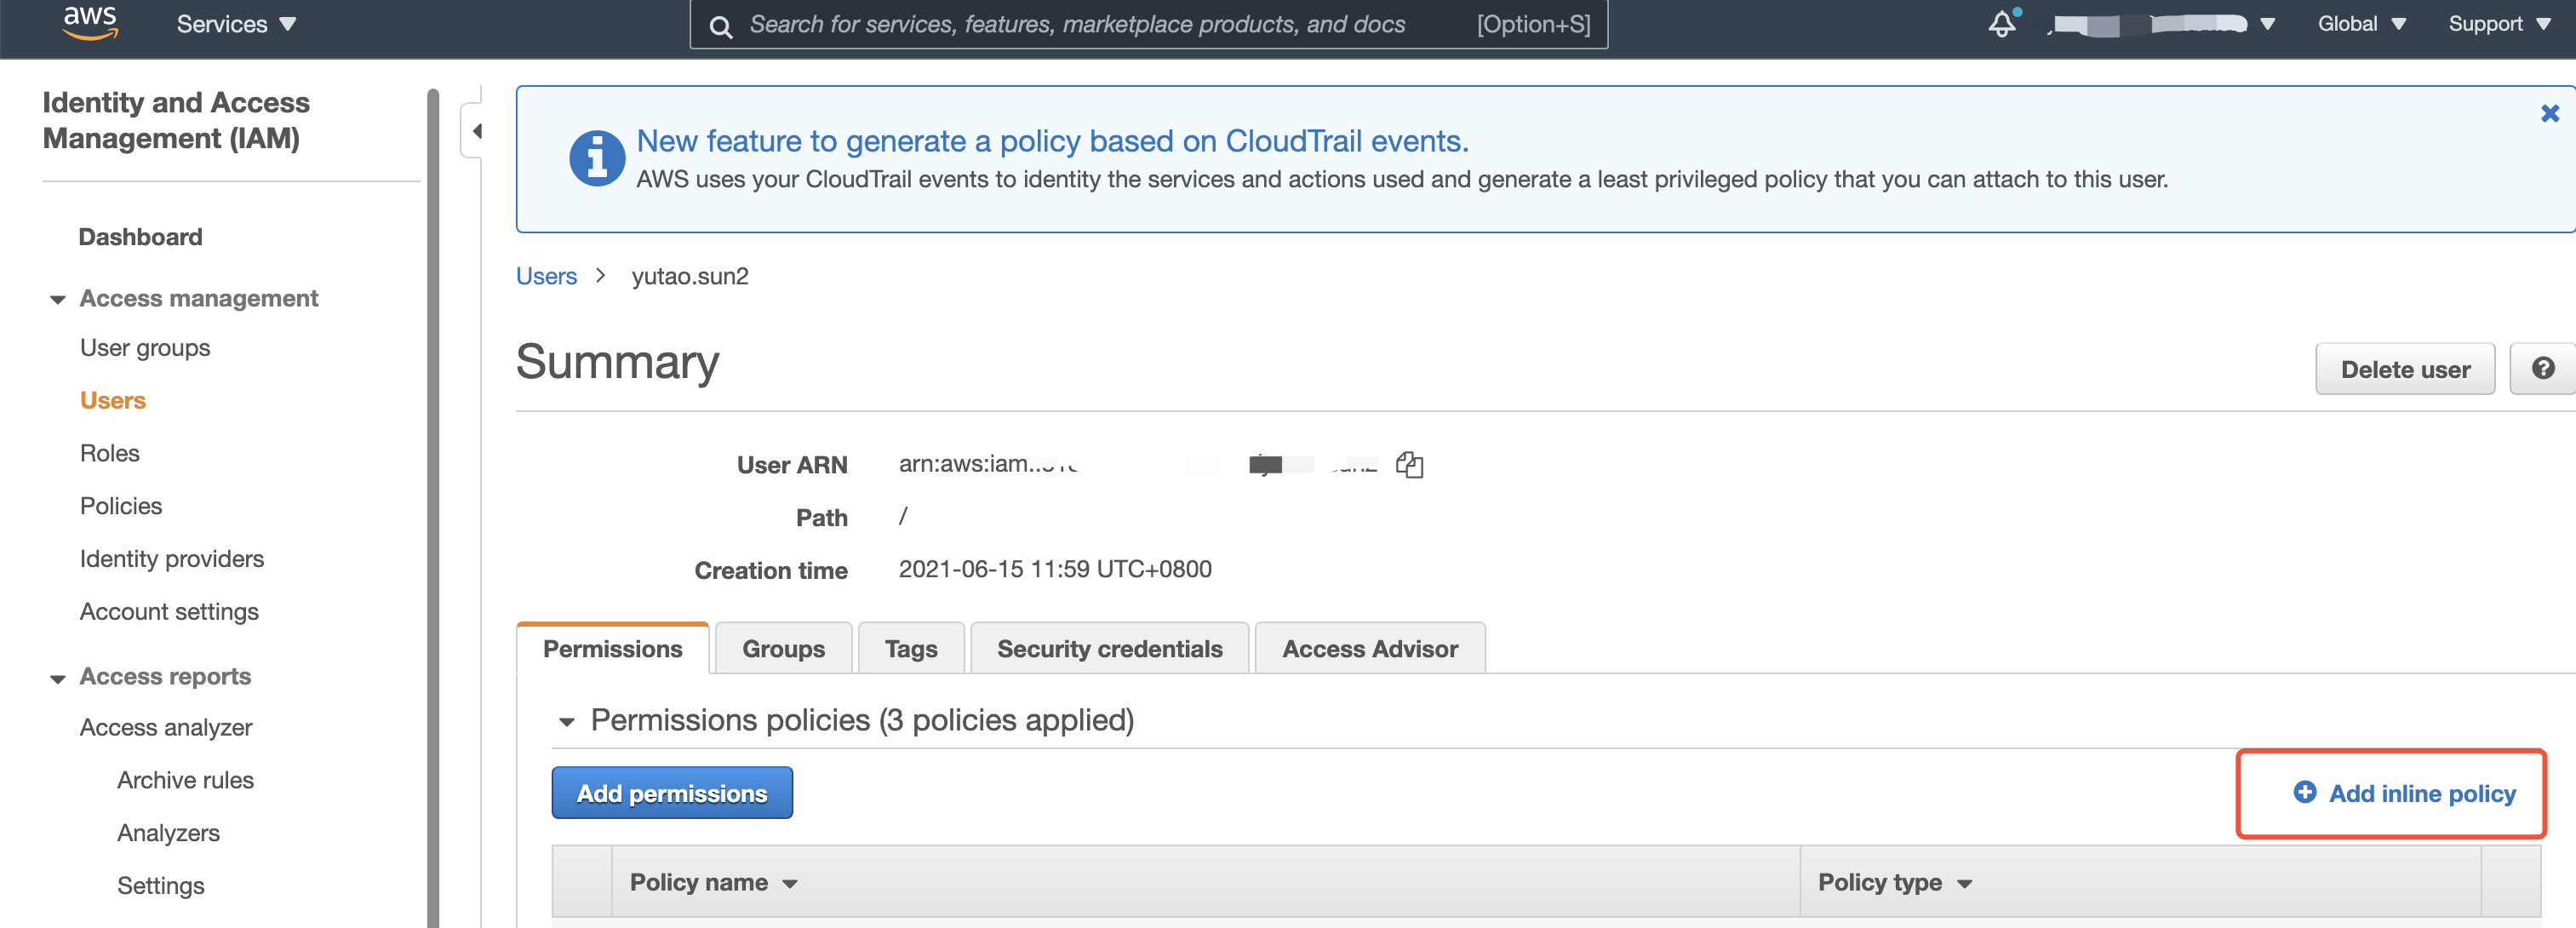 aws
Services
Search for services, features, marketplace products, and docs [Option+S]
Global
Support
Identity and Access
Management (IAM)
Dashboard
Access management
User groups
Users
Roles
Policies
Identity providers
Account settings
Access reports
Access analyzer
Archive rules
Analyzers
Settings
New feature to generate a policy based on CloudTrail events.
AWS uses your CloudTrail events to identity the services and actions used and generate a least privileged policy that you can attach to this user.
Users > yutao.sun2
Summary
Delete user
User ARN arn:aws:iam
Path /
Creation time 2021-06-15 11:59 UTC+0800
Permissions Groups Tags Security credentials Access Advisor
Permissions policies (3 policies applied)
Add permissions
Add inline policy
Policy name Policy type